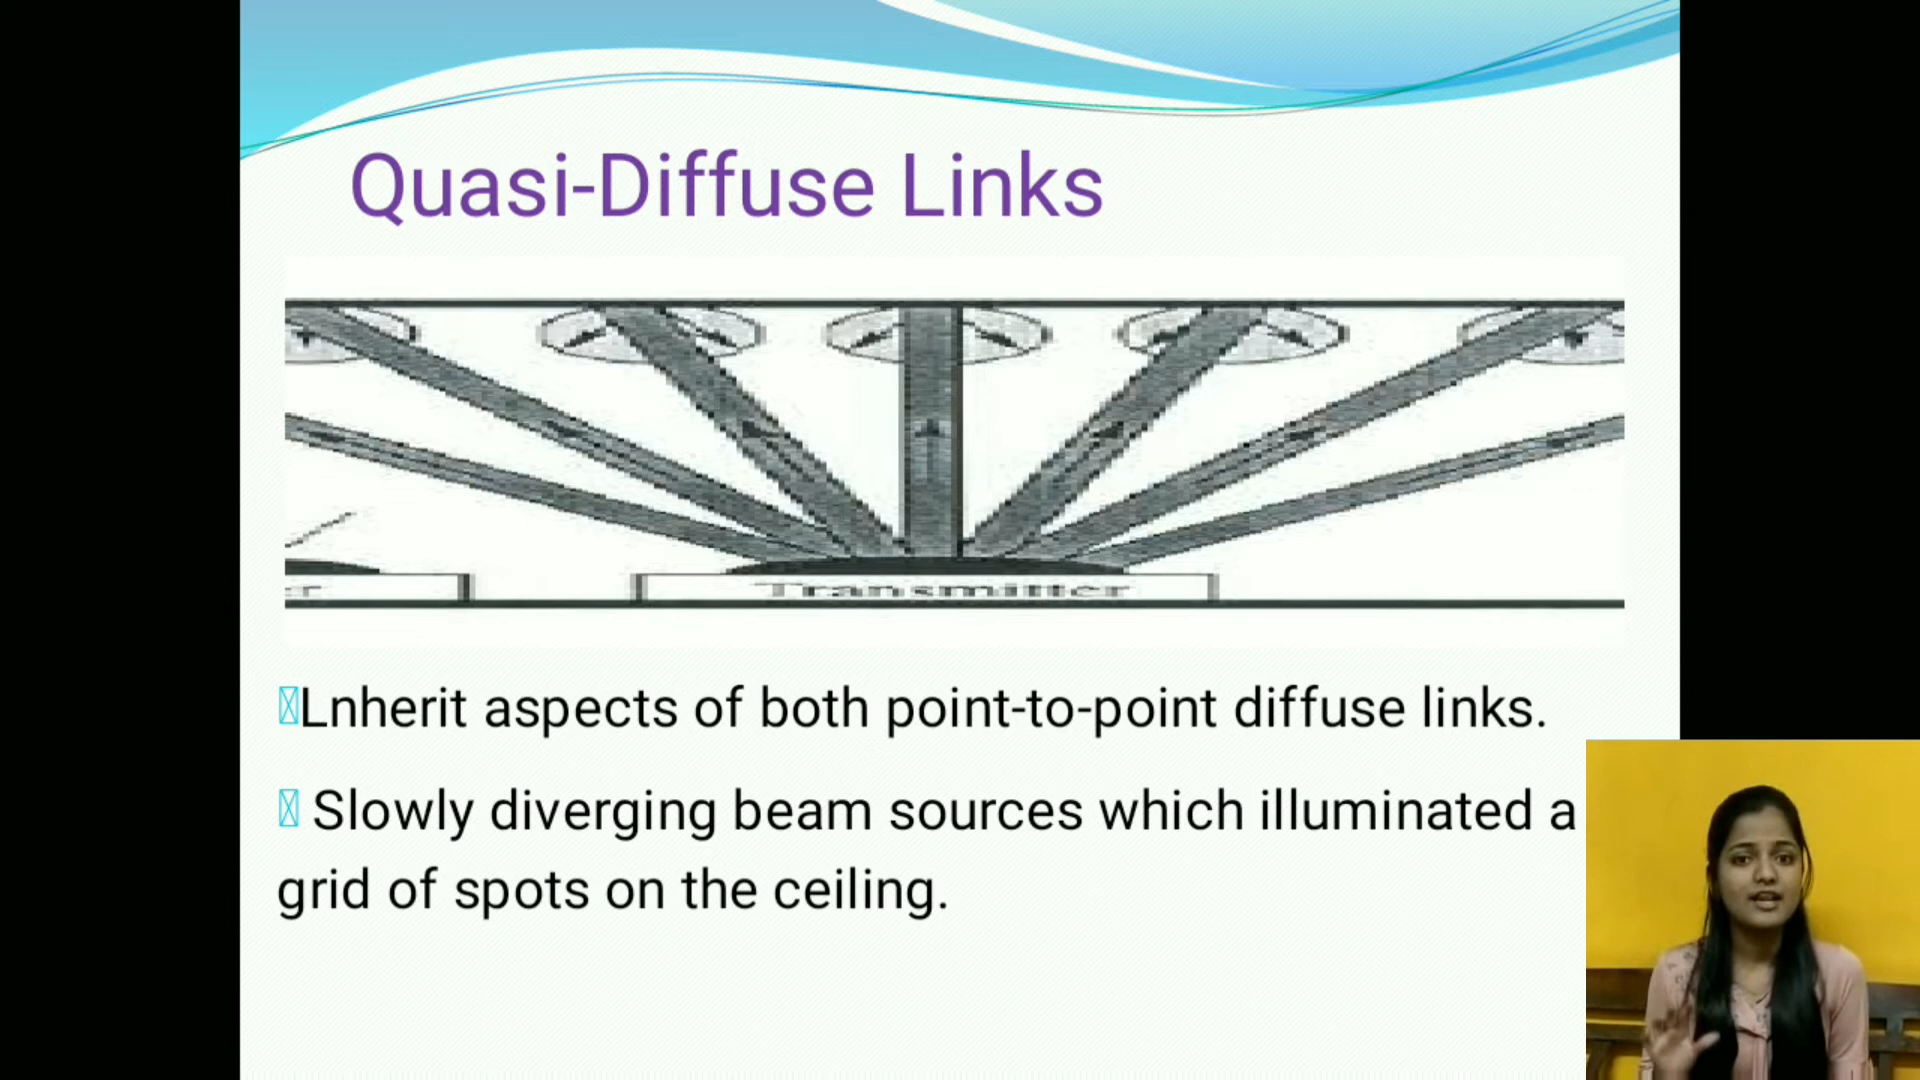 Quasi-Diffuse Links
Transmitter
Lnherit aspects of both point-to-point diffuse links.
Slowly diverging beam sources which illuminated a
grid of spots on the ceiling.